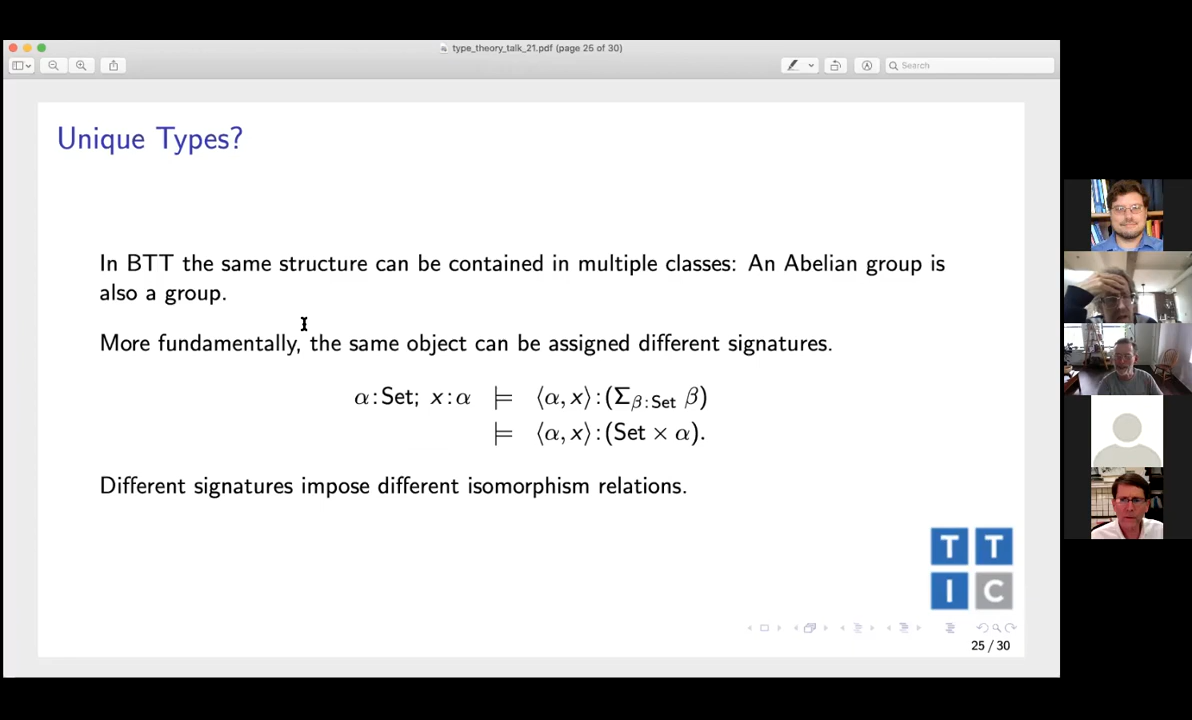 type_theory_talk_21.pdf (page 25 of 30)
Search
Unique Types?
In BTT the same structure can be contained in multiple classes: An Abelian group is
also a group.
More fundamentally, the same object can be assigned different signatures.
α:Set; x:α ⊨ ⟨α, x⟩:(Σβ:Set β)
⊨ ⟨α, x⟩:(Set × α).
Different signatures impose different isomorphism relations.
T T
I C
25 / 30